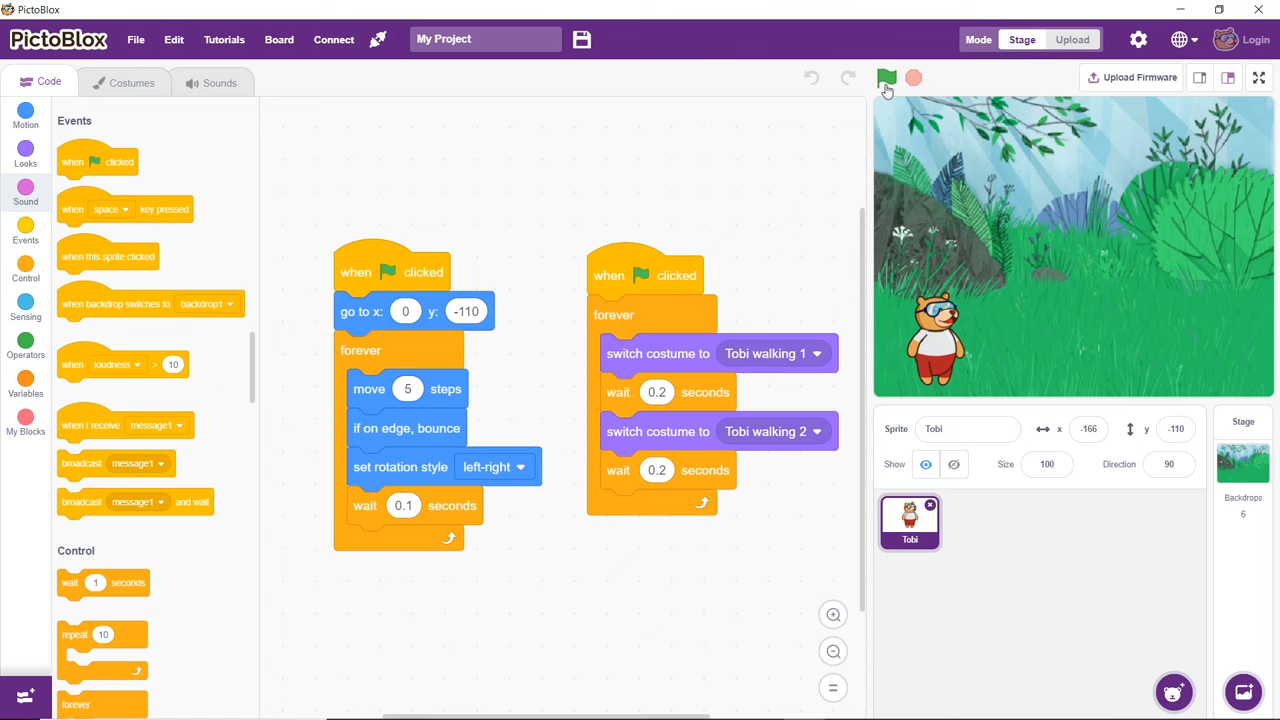 PictoBlox
PictoBlox File Edit Tutorials Board Connect My Project Mode Stage Upload Login
Code Costumes Sounds Upload Firmware
Motion
Looks
Sound
Events
Control
Sensing
Operators
Variables
My Blocks
Events
when clicked
when space key pressed
when this sprite clicked
when backdrop switches to backdrop1
when loudness > 10
when I receive message1
broadcast message1
broadcast message1 and wait
Control
wait 1 seconds
repeat 10
forever
when clicked
go to x: 0 y: -110
forever
move 5 steps
if on edge, bounce
set rotation style left-right
wait 0.1 seconds
when clicked
forever
switch costume to Tobi walking 1
wait 0.2 seconds
switch costume to Tobi walking 2
wait 0.2 seconds
Sprite Tobi x -166 y -110
Show Size 100 Direction 90
Tobi
Stage
Backdrops
6